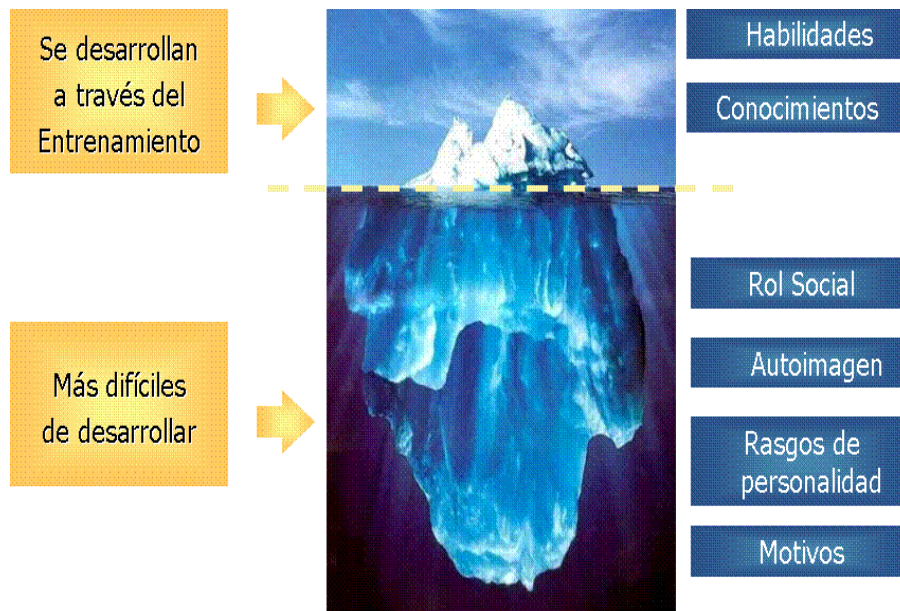 Se desarrollan
a través del
Entrenamiento
Habilidades
Conocimientos
Más difíciles
de desarrollar
Rol Social
Autoimagen
Rasgos de
personalidad
Motivos